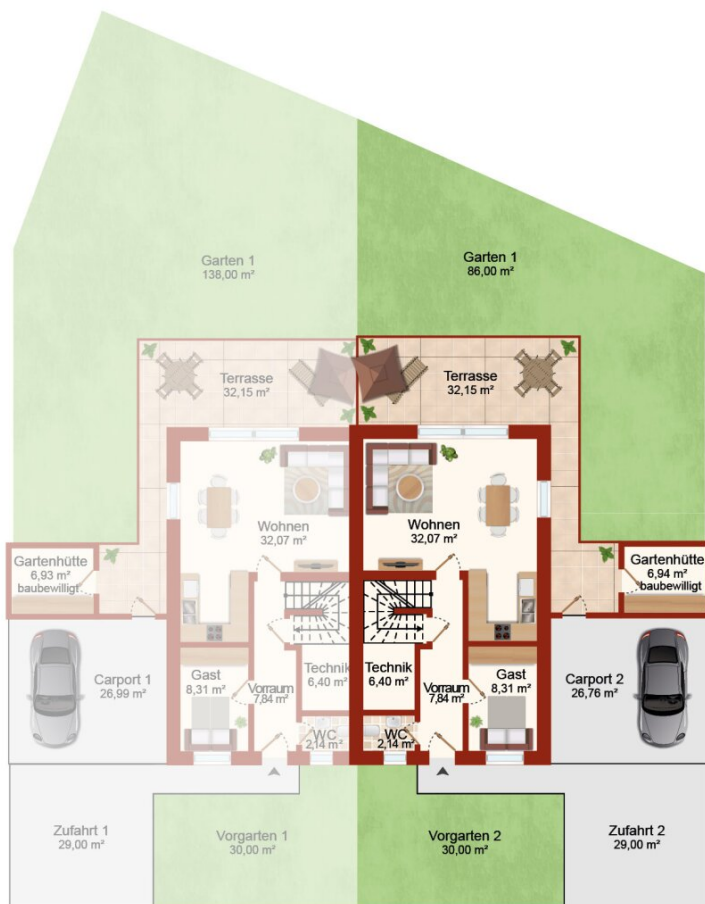 Garten 1
138,00 m²
Garten 1
86,00 m²
Terrasse
32,15 m²
Terrasse
32,15 m²
Wohnen
32,07 m²
Wohnen
32,07 m²
Gartenhütte
6,93 m²
baubewilligt
Gartenhütte
6,94 m²
baubewilligt
Carport 1
26,99 m²
Gast
8,31 m²
Vorraum
7,84 m²
Technik
6,40 m²
WC
2,14 m²
Technik
6,40 m²
WC
2,14 m²
Vorraum
7,84 m²
Gast
8,31 m²
Carport 2
26,76 m²
Zufahrt 1
29,00 m²
Vorgarten 1
30,00 m²
Vorgarten 2
30,00 m²
Zufahrt 2
29,00 m²